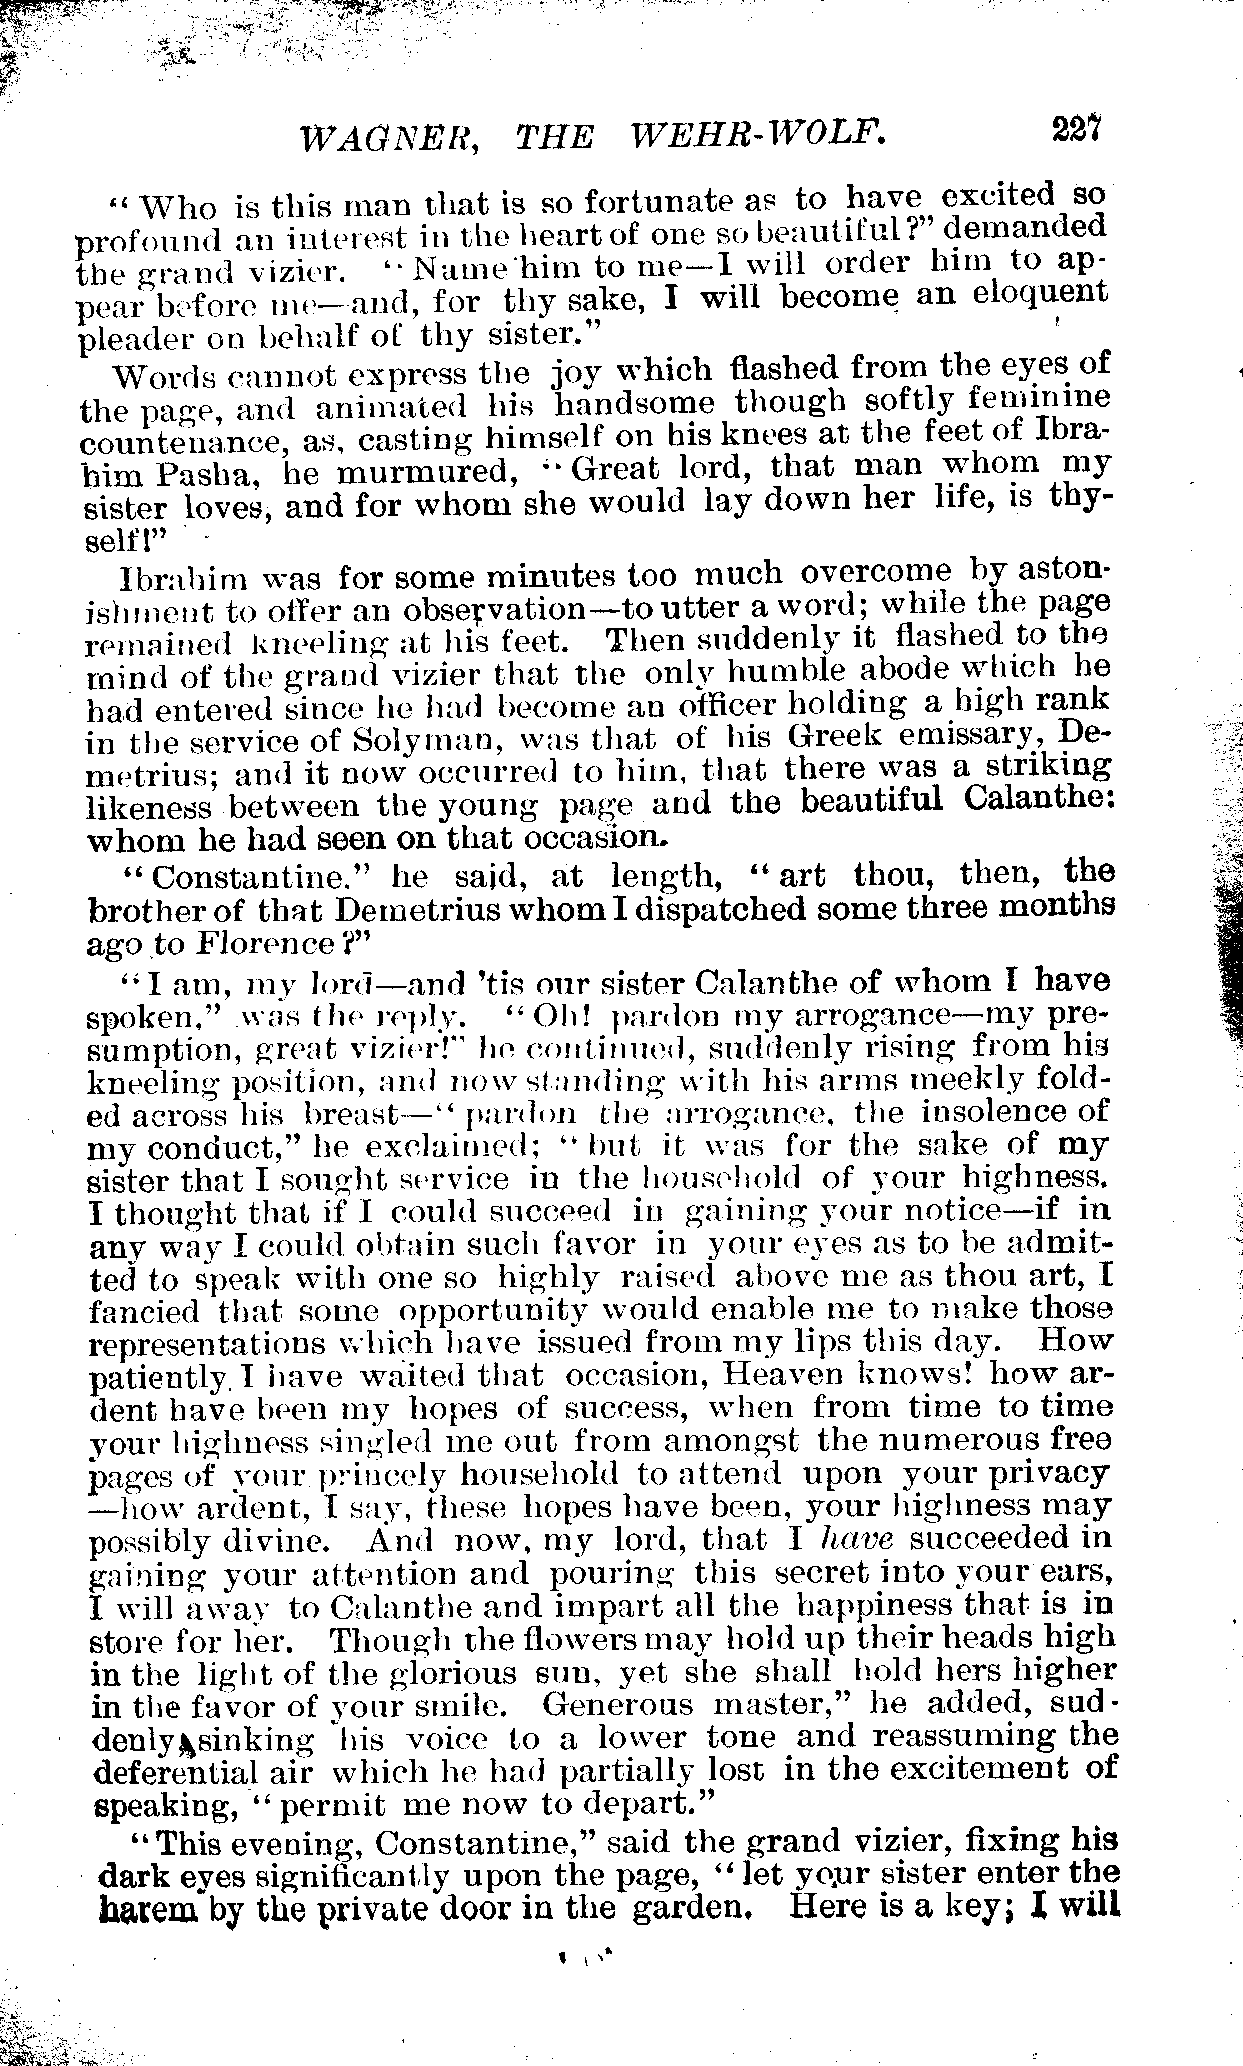 WAGNER, THE WEHR-WOLF. 227
“Who is this man that is so fortunate as to have excited so
profound an interest in the heart of one so beautiful?” demanded
the grand vizier. “Name him to me—I will order him to ap-
pear before me—and, for thy sake, I will become an eloquent
pleader on behalf of thy sister.”
Words cannot express the joy which flashed from the eyes of
the page, and animated his handsome though softly feminine
countenance, as, casting himself on his knees at the feet of Ibra-
him Pasha, he murmured, “Great lord, that man whom my
sister loves, and for whom she would lay down her life, is thy-
self!”
Ibrahim was for some minutes too much overcome by aston-
ishment to offer an observation—to utter a word; while the page
remained kneeling at his feet. Then suddenly it flashed to the
mind of the grand vizier that the only humble abode which he
had entered since he had become an officer holding a high rank
in the service of Solyman, was that of his Greek emissary, De-
metrius; and it now occurred to him, that there was a striking
likeness between the young page and the beautiful Calanthe:
whom he had seen on that occasion.
“Constantine.” he said, at length, “art thou, then, the
brother of that Demetrius whom I dispatched some three months
ago to Florence?”
“I am, my lord—and ’tis our sister Calanthe of whom I have
spoken,” was the reply. “Oh! pardon my arrogance—my pre-
sumption, great vizier!” he continued, suddenly rising from his
kneeling position, and now standing with his arms meekly fold-
ed across his breast—“pardon the arrogance, the insolence of
my conduct,” he exclaimed; “but it was for the sake of my
sister that I sought service in the household of your highness.
I thought that if I could succeed in gaining your notice—if in
any way I could obtain such favor in your eyes as to be admit-
ted to speak with one so highly raised above me as thou art, I
fancied that some opportunity would enable me to make those
representations which have issued from my lips this day. How
patiently I have waited that occasion, Heaven knows! how ar-
dent have been my hopes of success, when from time to time
your highness singled me out from amongst the numerous free
pages of your princely household to attend upon your privacy
—how ardent, I say, these hopes have been, your highness may
possibly divine. And now, my lord, that I have succeeded in
gaining your attention and pouring this secret into your ears,
I will away to Calanthe and impart all the happiness that is in
store for her. Though the flowers may hold up their heads high
in the light of the glorious sun, yet she shall hold hers higher
in the favor of your smile. Generous master,” he added, sud-
denly sinking his voice to a lower tone and reassuming the
deferential air which he had partially lost in the excitement of
speaking, “permit me now to depart.”
“This evening, Constantine,” said the grand vizier, fixing his
dark eyes significantly upon the page, “let your sister enter the
harem by the private door in the garden. Here is a key; I will